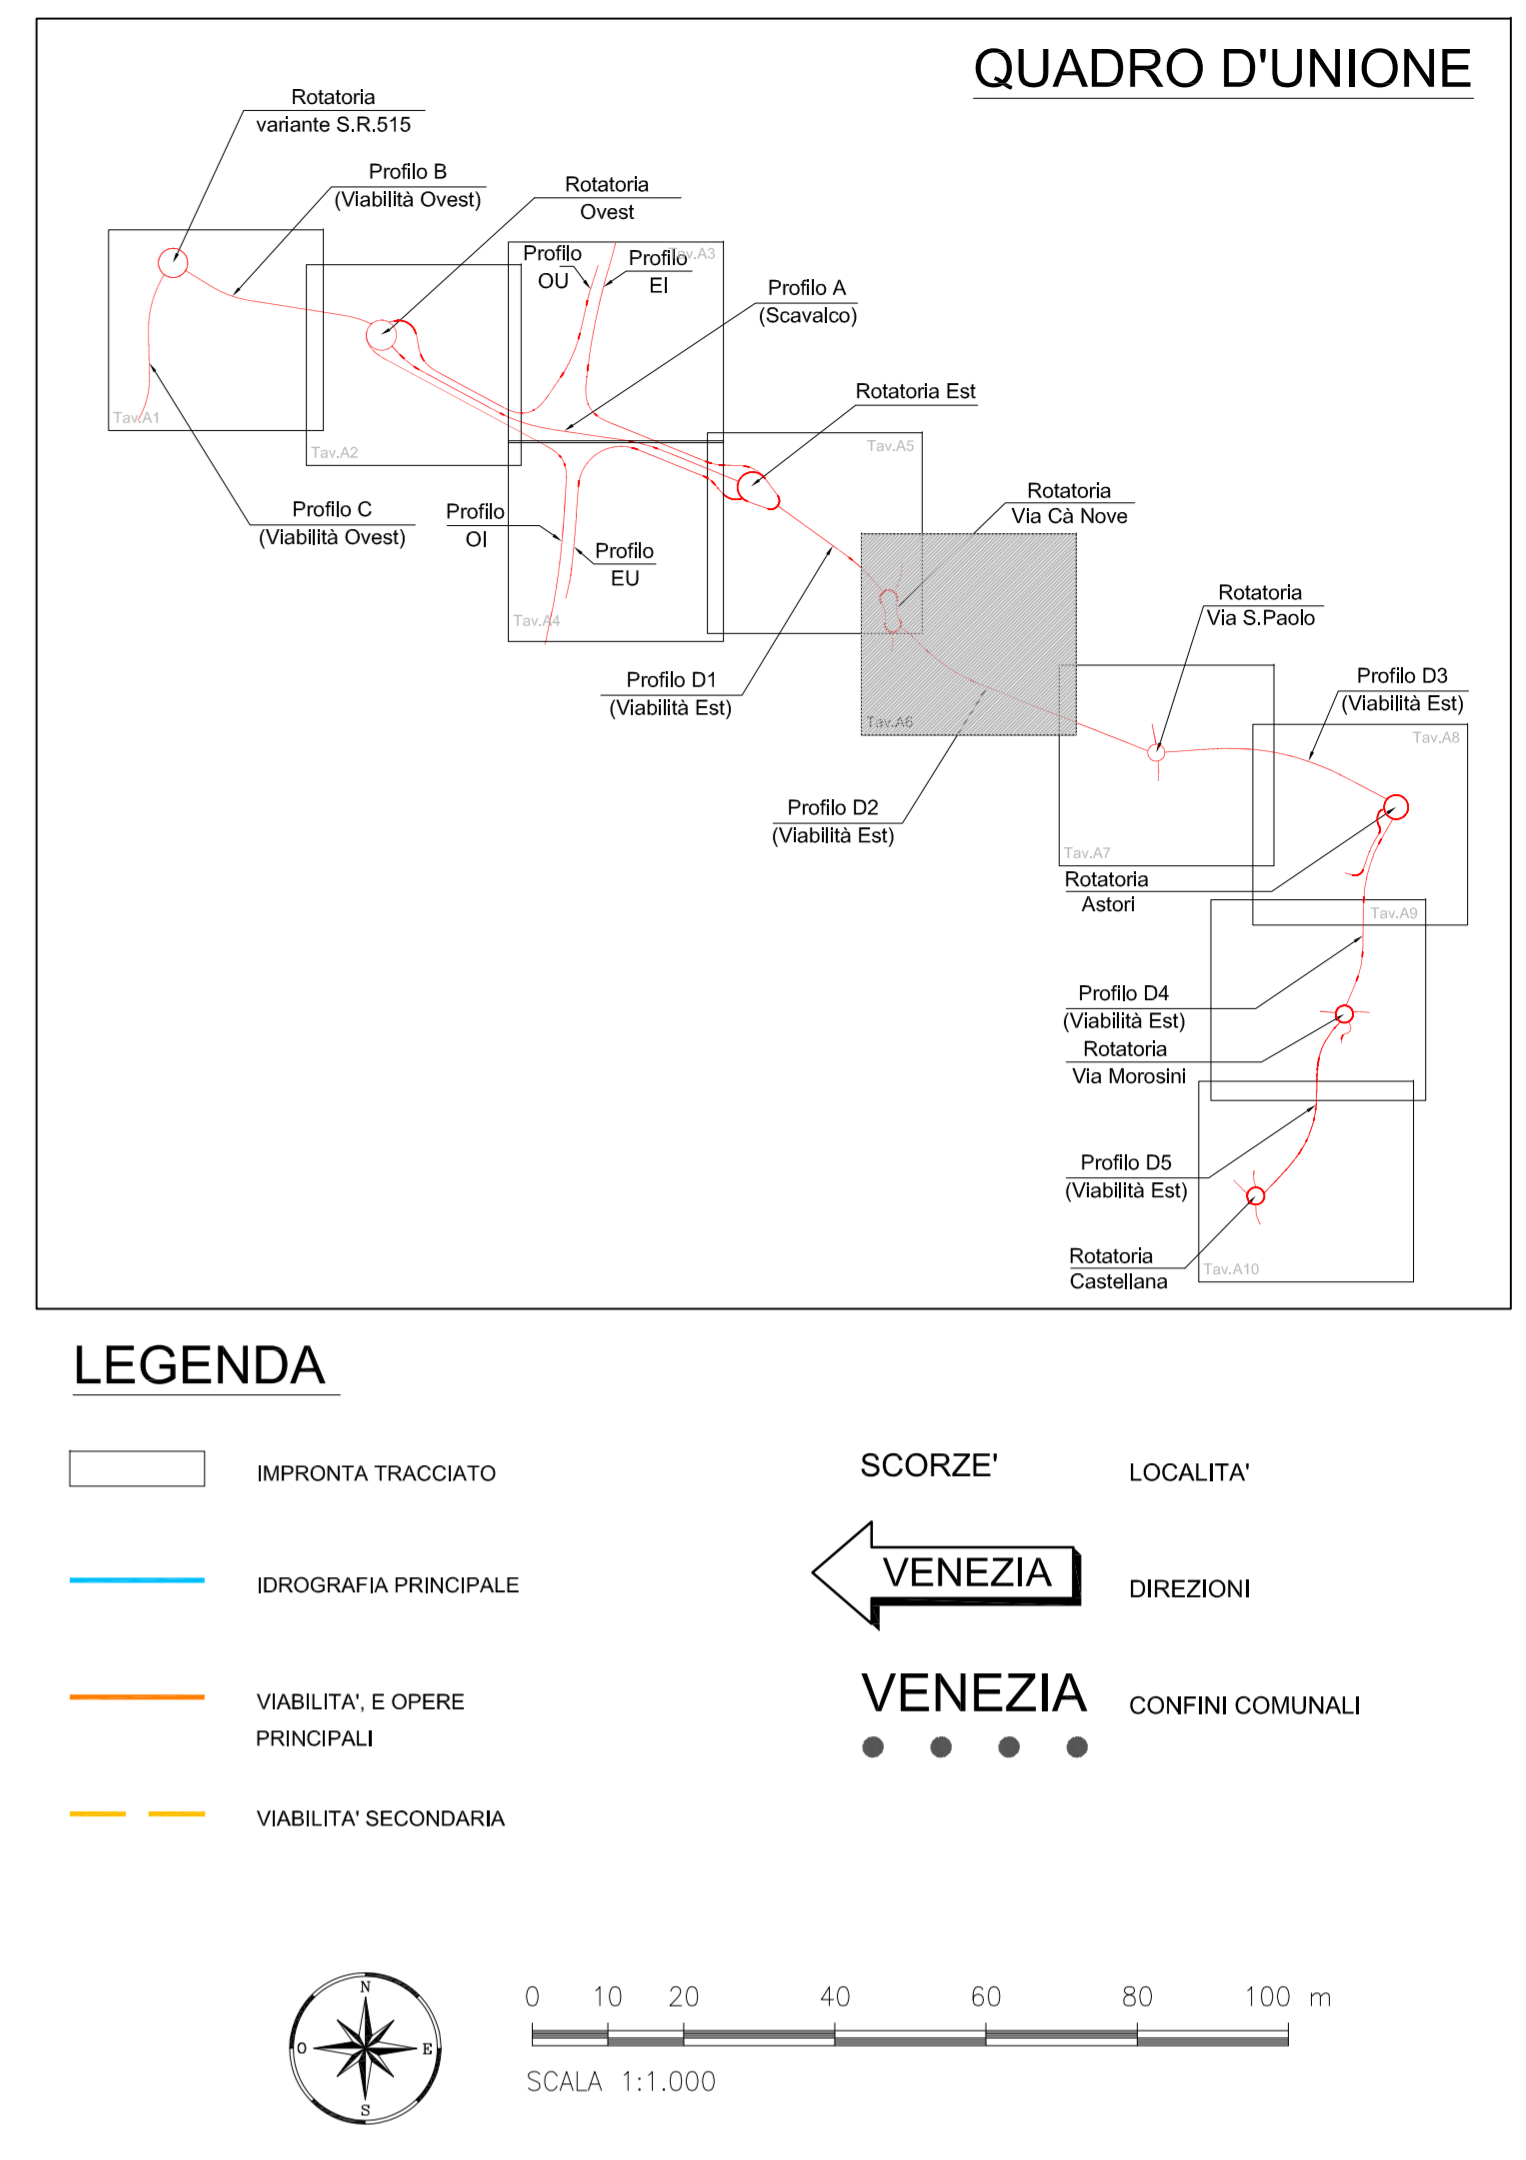 QUADRO D'UNIONE
Rotatoria
variante S.R.515
Profilo B
(Viabilità Ovest)
Rotatoria
Ovest
Profilo
OU
Tav.A3
Profilo
EI
Profilo A
(Scavalco)
Rotatoria Est
Tav.A1
Tav.A2
Tav.A5
Profilo C
(Viabilità Ovest)
Profilo
OI
Profilo
EU
Tav.A4
Rotatoria
Via Cà Nove
Rotatoria
Via S.Paolo
Profilo D1
(Viabilità Est)
Tav.A6
Profilo D3
(Viabilità Est)
Tav.A8
Profilo D2
(Viabilità Est)
Tav.A7
Rotatoria
Astori
Tav.A9
Profilo D4
(Viabilità Est)
Rotatoria
Via Morosini
Profilo D5
(Viabilità Est)
Rotatoria
Castellana
Tav.A10
LEGENDA
IMPRONTA TRACCIATO
IDROGRAFIA PRINCIPALE
VIABILITA', E OPERE
PRINCIPALI
VIABILITA' SECONDARIA
SCORZE'
LOCALITA'
VENEZIA
DIREZIONI
VENEZIA
CONFINI COMUNALI
N
O
E
S
0 10 20 40 60 80 100 m
SCALA 1:1.000